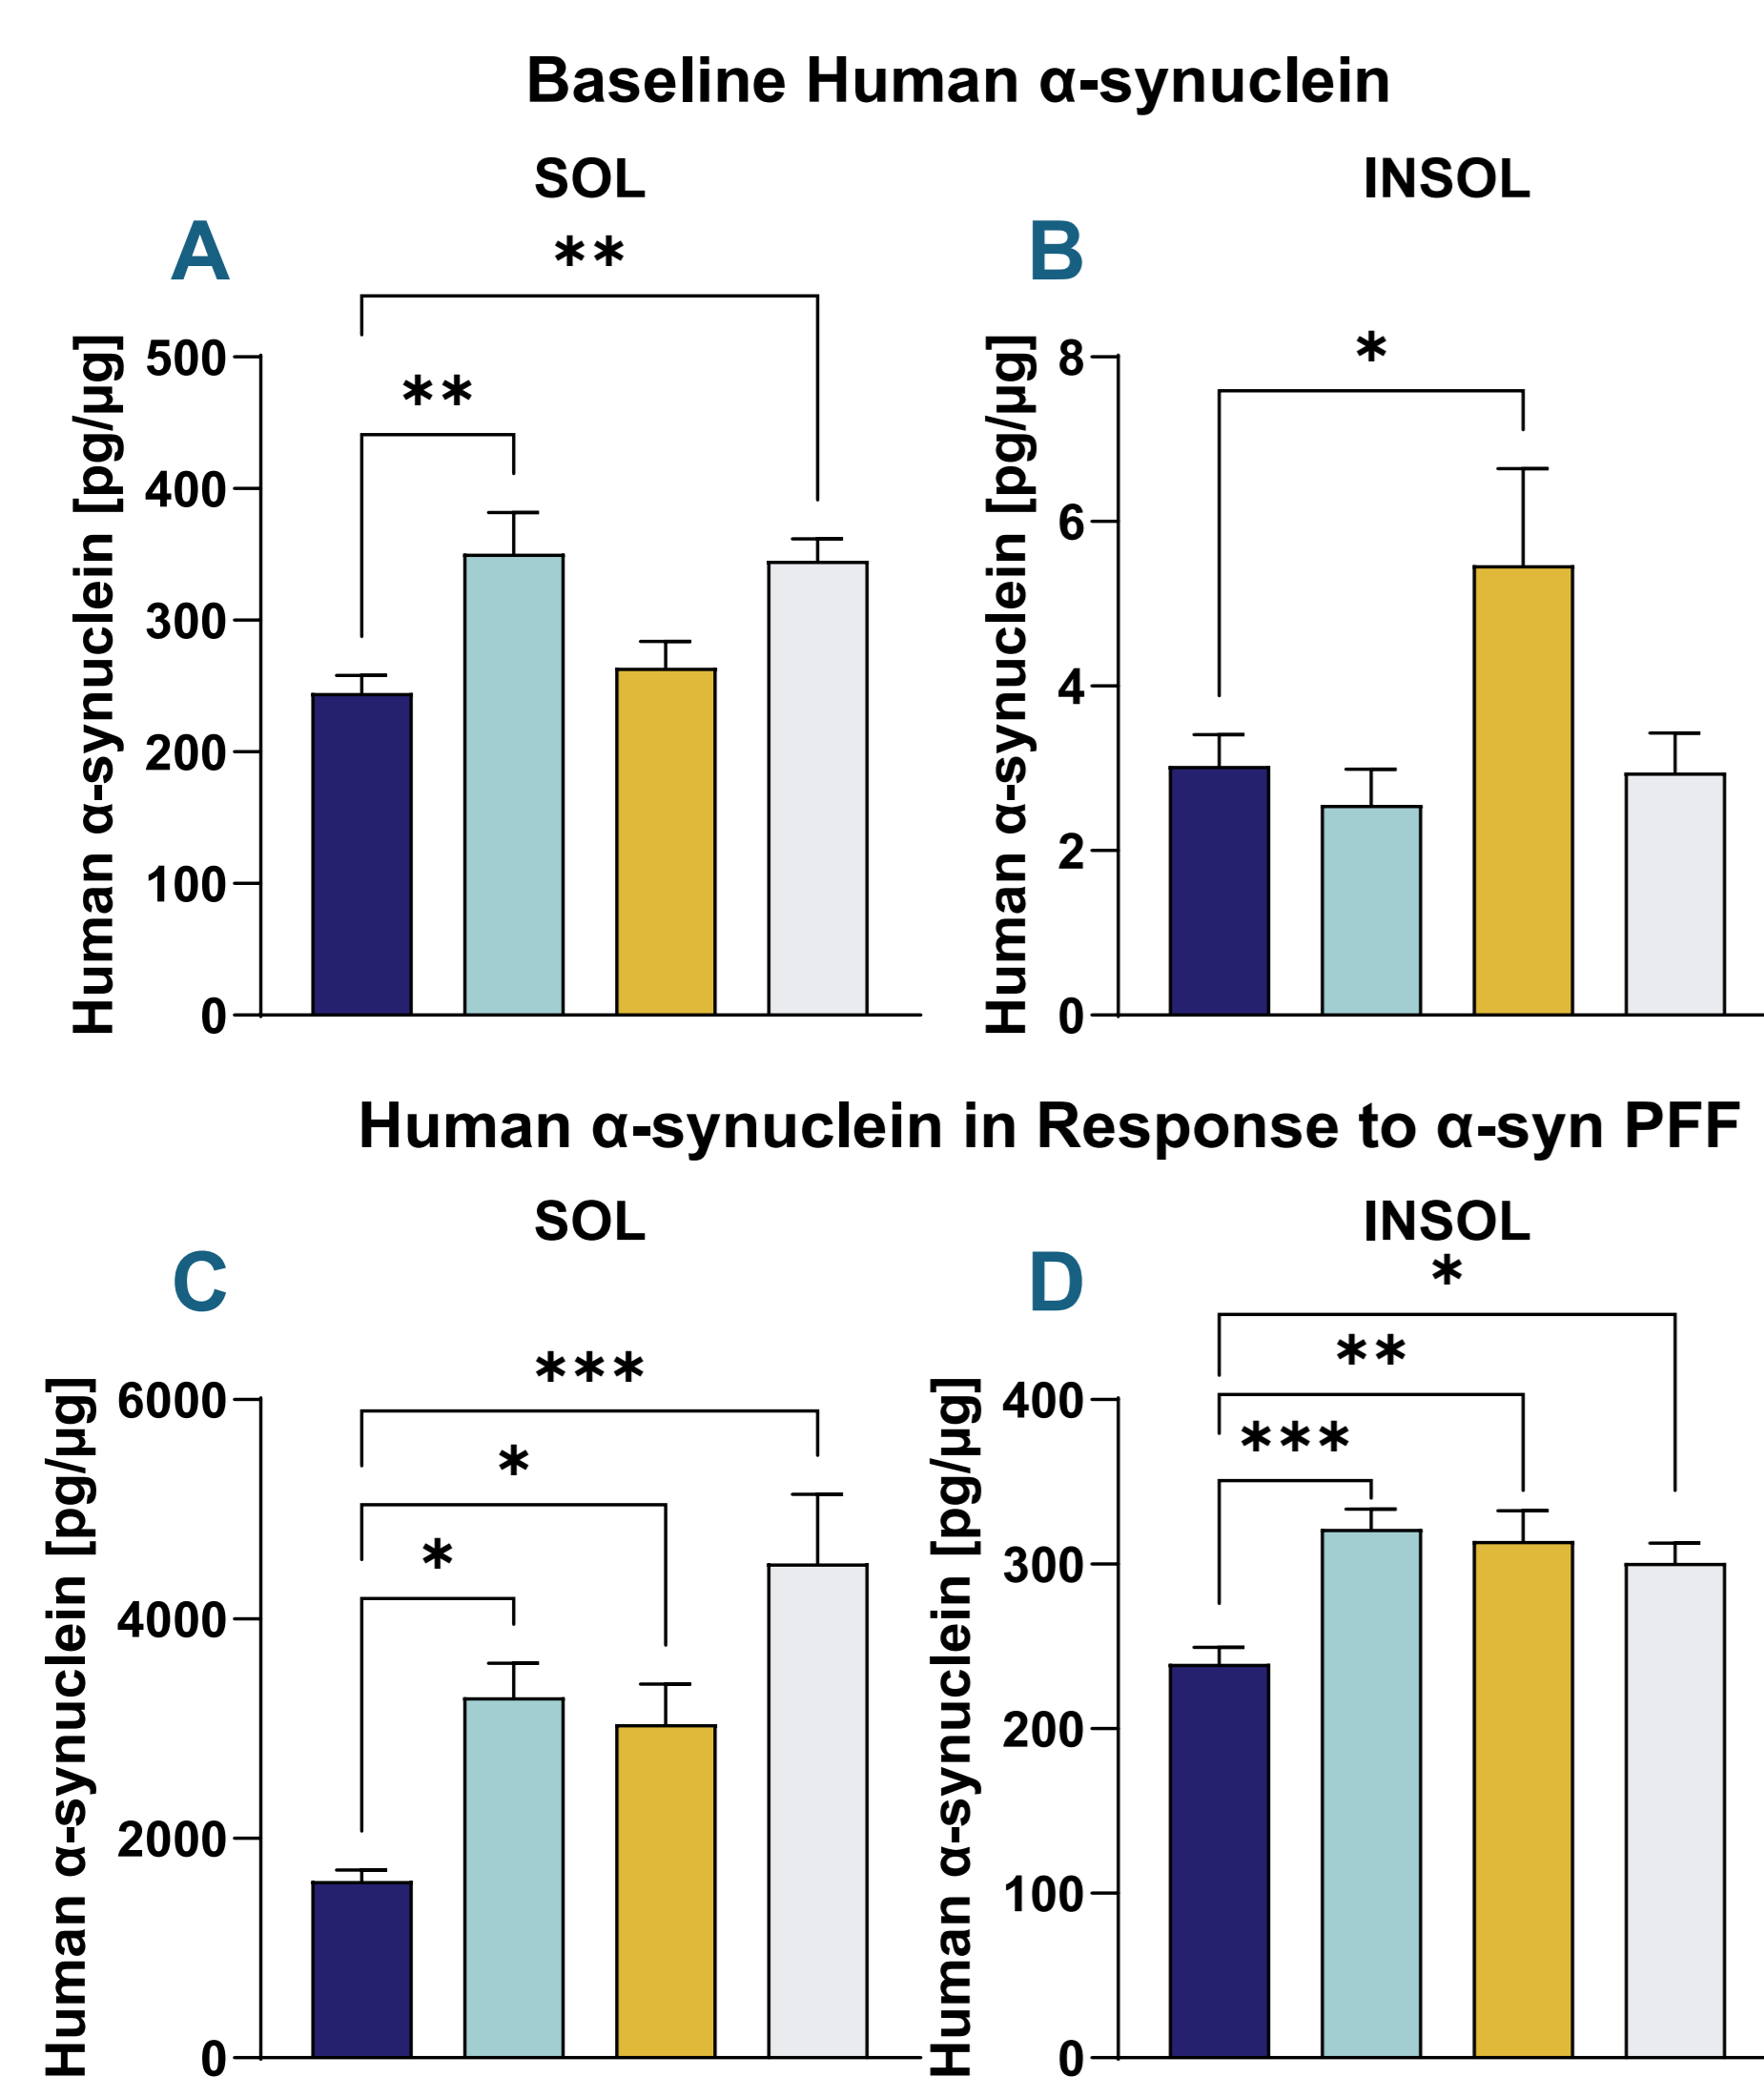 Baseline Human α-synuclein
SOL
INSOL
A
**
**
Human α-synuclein [pg/µg]
500
400
300
200
100
0
B
*
Human α-synuclein [pg/µg]
8
6
4
2
0
Human α-synuclein in Response to α-syn PFF
SOL
INSOL
C
***
*
*
Human α-synuclein [pg/µg]
6000
4000
2000
0
D
*
**
***
Human α-synuclein [pg/µg]
400
300
200
100
0